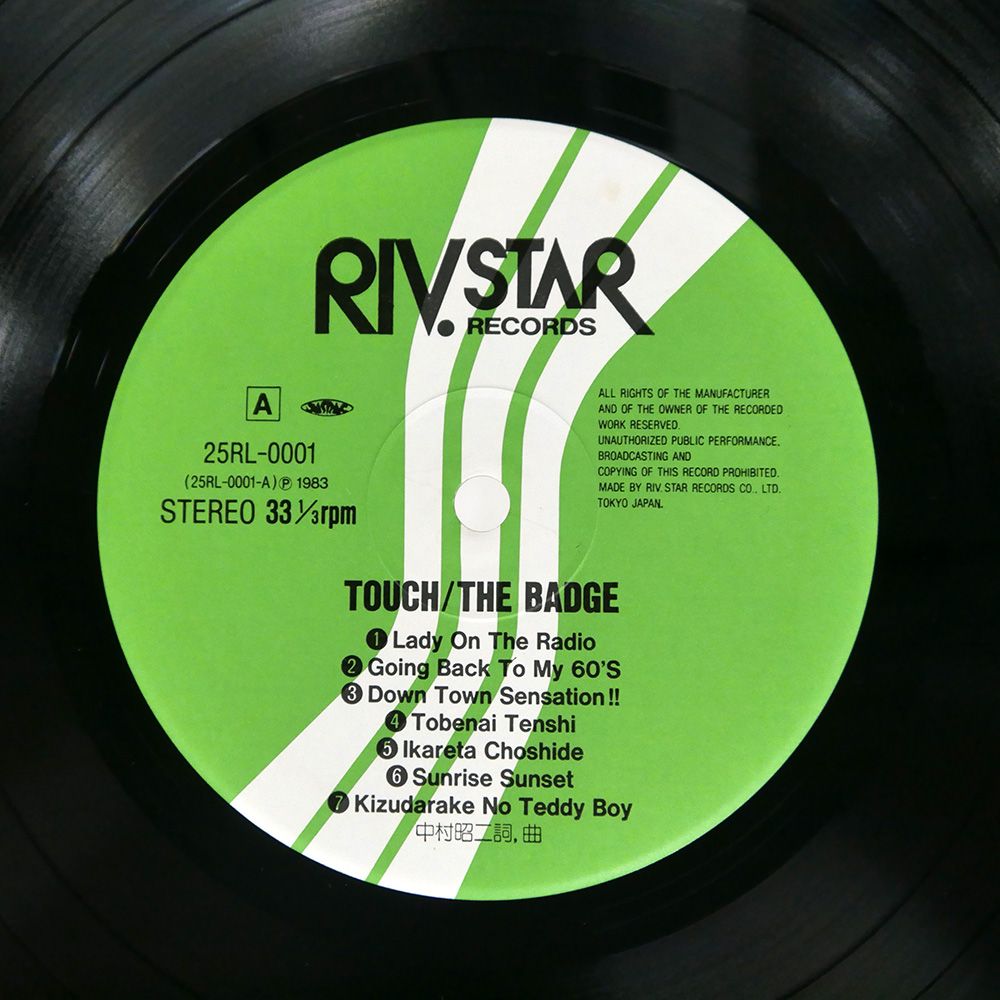 RIV.STAR
RECORDS
A
25RL-0001
(25RL-0001-A) ℗ 1983
STEREO 33 1/3rpm
ALL RIGHTS OF THE MANUFACTURER
AND OF THE OWNER OF THE RECORDED
WORK RESERVED.
UNAUTHORIZED PUBLIC PERFORMANCE,
BROADCASTING AND
COPYING OF THIS RECORD PROHIBITED.
MADE BY RIV. STAR RECORDS CO., LTD.
TOKYO JAPAN.
TOUCH/THE BADGE
❶ Lady On The Radio
❷ Going Back To My 60'S
❸ Down Town Sensation!!
❹ Tobenai Tenshi
❺ Ikareta Choshide
❻ Sunrise Sunset
❼ Kizudarake No Teddy Boy
中村昭二詞,曲